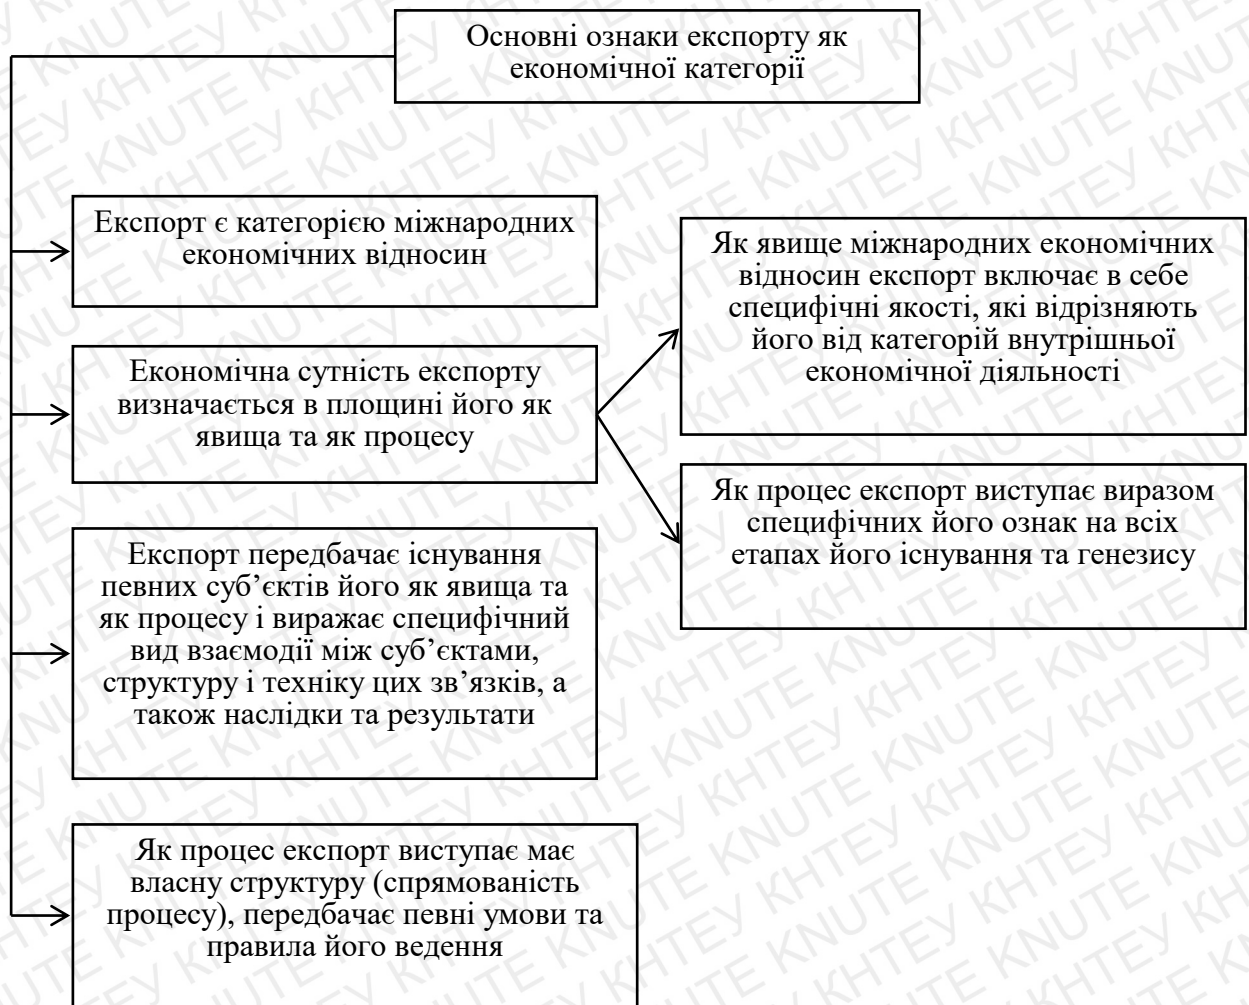 Основні ознаки експорту як
економічної категорії
Експорт є категорією міжнародних
економічних відносин
Як явище міжнародних економічних
відносин експорт включає в себе
специфічні якості, які відрізняють
його від категорій внутрішньої
економічної діяльності
Економічна сутність експорту
визначається в площині його як
явища та як процесу
Як процес експорт виступає виразом
специфічних його ознак на всіх
етапах його існування та генезису
Експорт передбачає існування
певних суб’єктів його як явища та
як процесу і виражає специфічний
вид взаємодії між суб’єктами,
структуру і техніку цих зв’язків, а
також наслідки та результати
Як процес експорт виступає має
власну структуру (спрямованість
процесу), передбачає певні умови та
правила його ведення